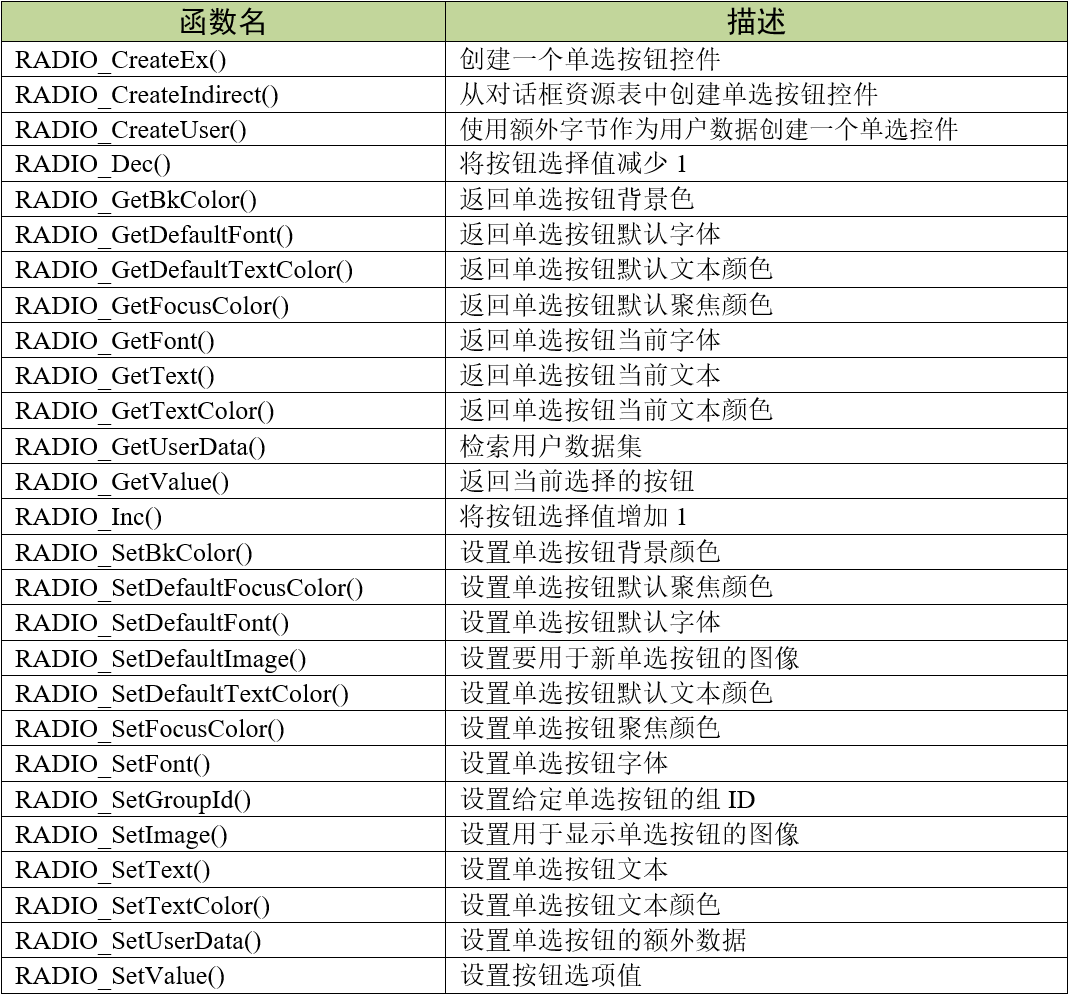 函数名 描述
RADIO_CreateEx() 创建一个单选按钮控件
RADIO_CreateIndirect() 从对话框资源表中创建单选按钮控件
RADIO_CreateUser() 使用额外字节作为用户数据创建一个单选控件
RADIO_Dec() 将按钮选择值减少 1
RADIO_GetBkColor() 返回单选按钮背景色
RADIO_GetDefaultFont() 返回单选按钮默认字体
RADIO_GetDefaultTextColor() 返回单选按钮默认文本颜色
RADIO_GetFocusColor() 返回单选按钮默认聚焦颜色
RADIO_GetFont() 返回单选按钮当前字体
RADIO_GetText() 返回单选按钮当前文本
RADIO_GetTextColor() 返回单选按钮当前文本颜色
RADIO_GetUserData() 检索用户数据集
RADIO_GetValue() 返回当前选择的按钮
RADIO_Inc() 将按钮选择值增加 1
RADIO_SetBkColor() 设置单选按钮背景颜色
RADIO_SetDefaultFocusColor() 设置单选按钮默认聚焦颜色
RADIO_SetDefaultFont() 设置单选按钮默认字体
RADIO_SetDefaultImage() 设置要用于新单选按钮的图像
RADIO_SetDefaultTextColor() 设置单选按钮默认文本颜色
RADIO_SetFocusColor() 设置单选按钮聚焦颜色
RADIO_SetFont() 设置单选按钮字体
RADIO_SetGroupId() 设置给定单选按钮的组 ID
RADIO_SetImage() 设置用于显示单选按钮的图像
RADIO_SetText() 设置单选按钮文本
RADIO_SetTextColor() 设置单选按钮文本颜色
RADIO_SetUserData() 设置单选按钮的额外数据
RADIO_SetValue() 设置按钮选项值